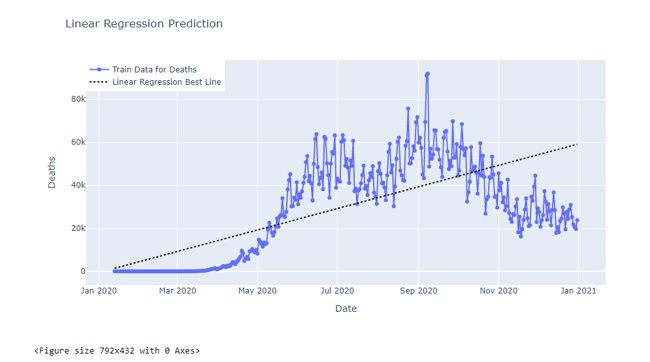 Linear Regression Prediction
Train Data for Deaths
Linear Regression Best Line
80k
60k
40k
20k
0
Deaths
Jan 2020 Mar 2020 May 2020 Jul 2020 Sep 2020 Nov 2020 Jan 2021
Date
<Figure size 792x432 with 0 Axes>